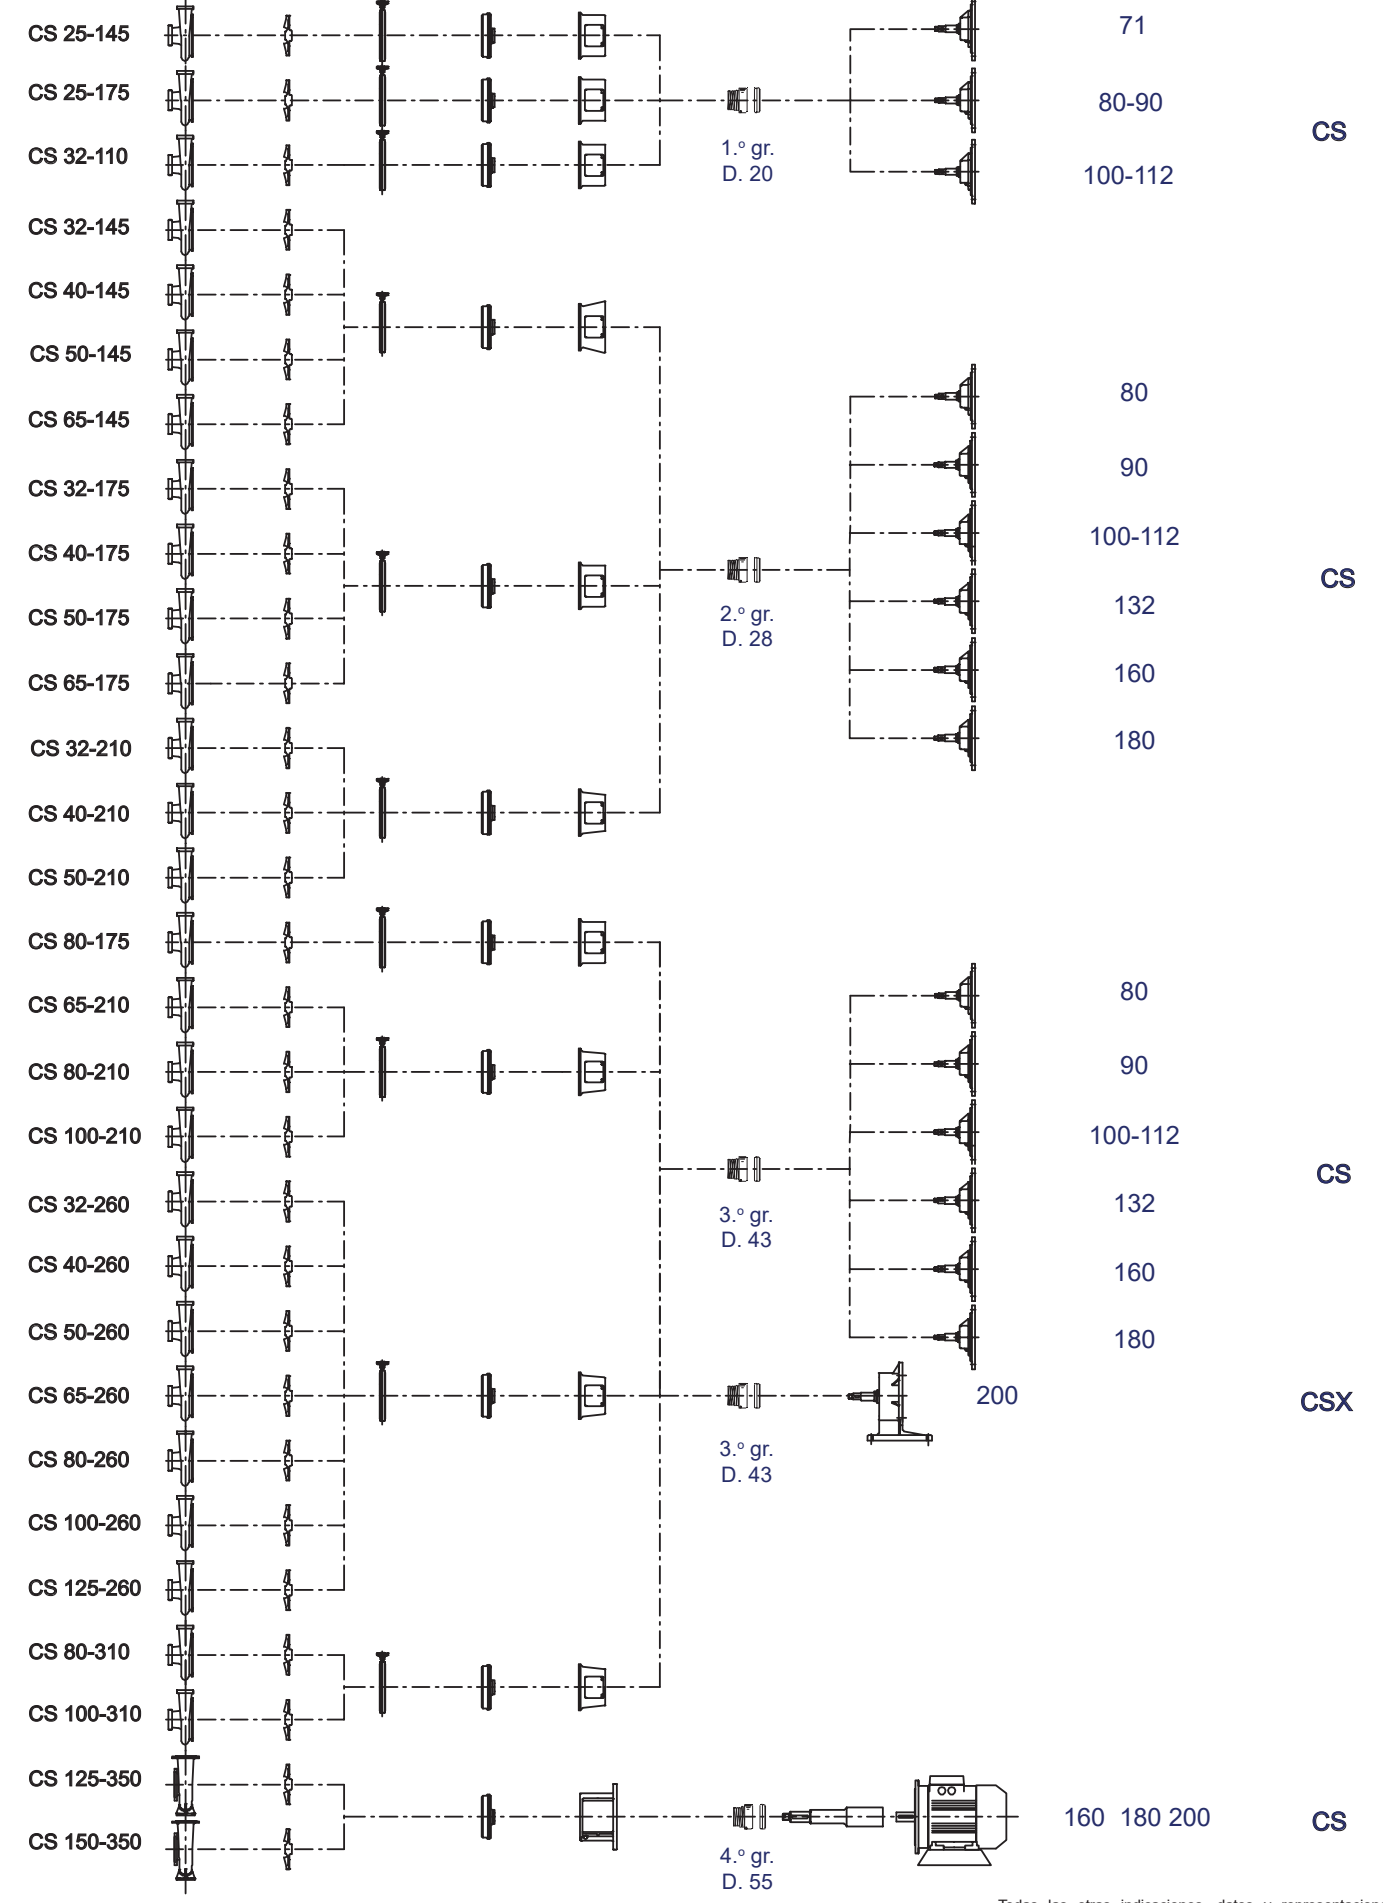 CS 25-145
71
CS 25-175
80-90
CS
CS 32-110
1.º gr.
D. 20
100-112
CS 32-145
CS 40-145
CS 50-145
80
CS 65-145
90
CS 32-175
100-112
CS 40-175
CS
2.º gr.
D. 28
132
CS 50-175
160
CS 65-175
180
CS 32-210
CS 40-210
CS 50-210
CS 80-175
80
CS 65-210
90
CS 80-210
100-112
CS 100-210
CS
132
CS 32-260
3.º gr.
D. 43
160
CS 40-260
180
CS 50-260
CS 65-260
200
CSX
3.º gr.
D. 43
CS 80-260
CS 100-260
CS 125-260
CS 80-310
CS 100-310
CS 125-350
160 180 200
CS
CS 150-350
4.º gr.
D. 55